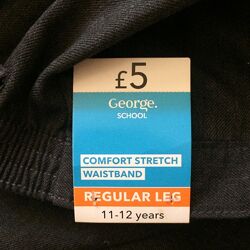 £5
George.
SCHOOL
COMFORT STRETCH
WAISTBAND
REGULAR LEG
11-12 years